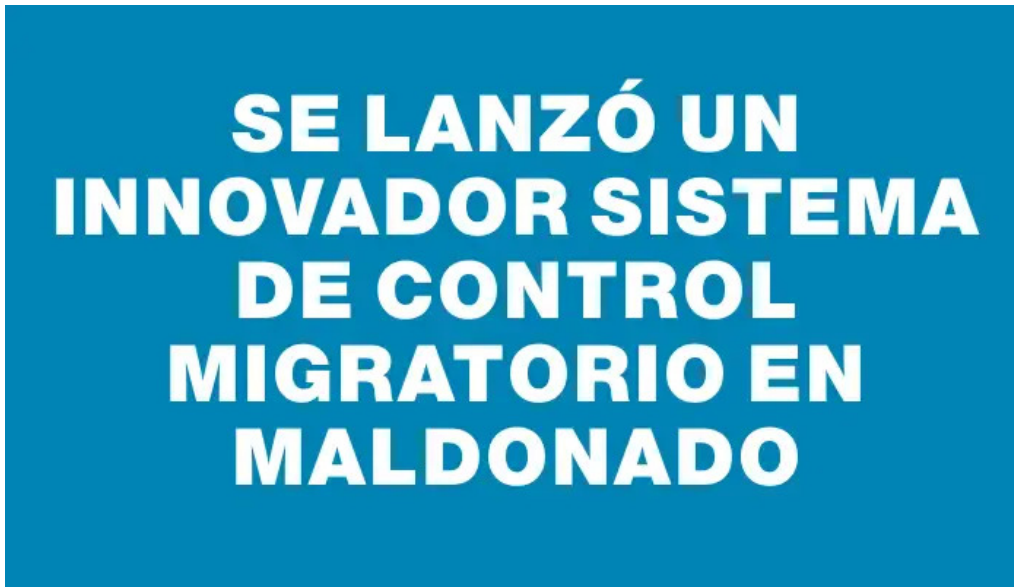 SE LANZÓ UN
INNOVADOR SISTEMA
DE CONTROL
MIGRATORIO EN
MALDONADO